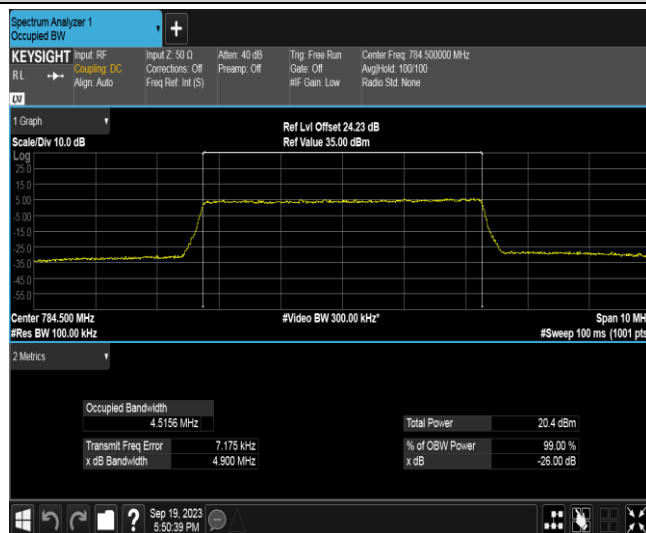 Spectrum Analyzer 1
Occupied BW
+
KEYSIGHT Input: RF Input Z: 50 Ω Atten: 40 dB Trig: Free Run Center Freq: 784.500000 MHz
RL Coupling: DC Corrections: Off Preamp: Off Gate: Off Avg|Hold: 100/100
Align: Auto Freq Ref: Int (S) #IF Gain: Low Radio Std: None
LXI
1 Graph
Ref Lvl Offset 24.23 dB
Scale/Div 10.0 dB Ref Value 35.00 dBm
Log
25.0
15.0
5.00
-5.00
-15.0
-25.0
-35.0
-45.0
-55.0
Center 784.500 MHz #Video BW 300.00 kHz* Span 10 MH
#Res BW 100.00 kHz #Sweep 100 ms (1001 pts
2 Metrics
Occupied Bandwidth
4.5156 MHz Total Power 20.4 dBm
Transmit Freq Error 7.175 kHz % of OBW Power 99.00 %
x dB Bandwidth 4.900 MHz x dB -26.00 dB
? Sep 19, 2023
5:50:39 PM